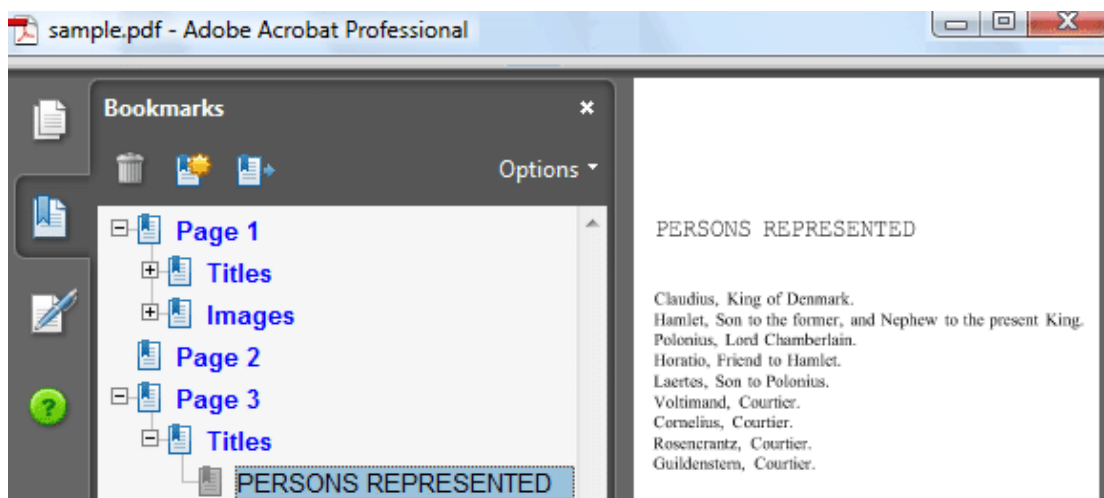 sample.pdf - Adobe Acrobat Professional
Bookmarks
Options
Page 1
Titles
Images
Page 2
Page 3
Titles
PERSONS REPRESENTED
PERSONS REPRESENTED
Claudius, King of Denmark.
Hamlet, Son to the former, and Nephew to the present King.
Polonius, Lord Chamberlain.
Horatio, Friend to Hamlet.
Laertes, Son to Polonius.
Voltimand, Courtier.
Cornelius, Courtier.
Rosencrantz, Courtier.
Guildenstern, Courtier.